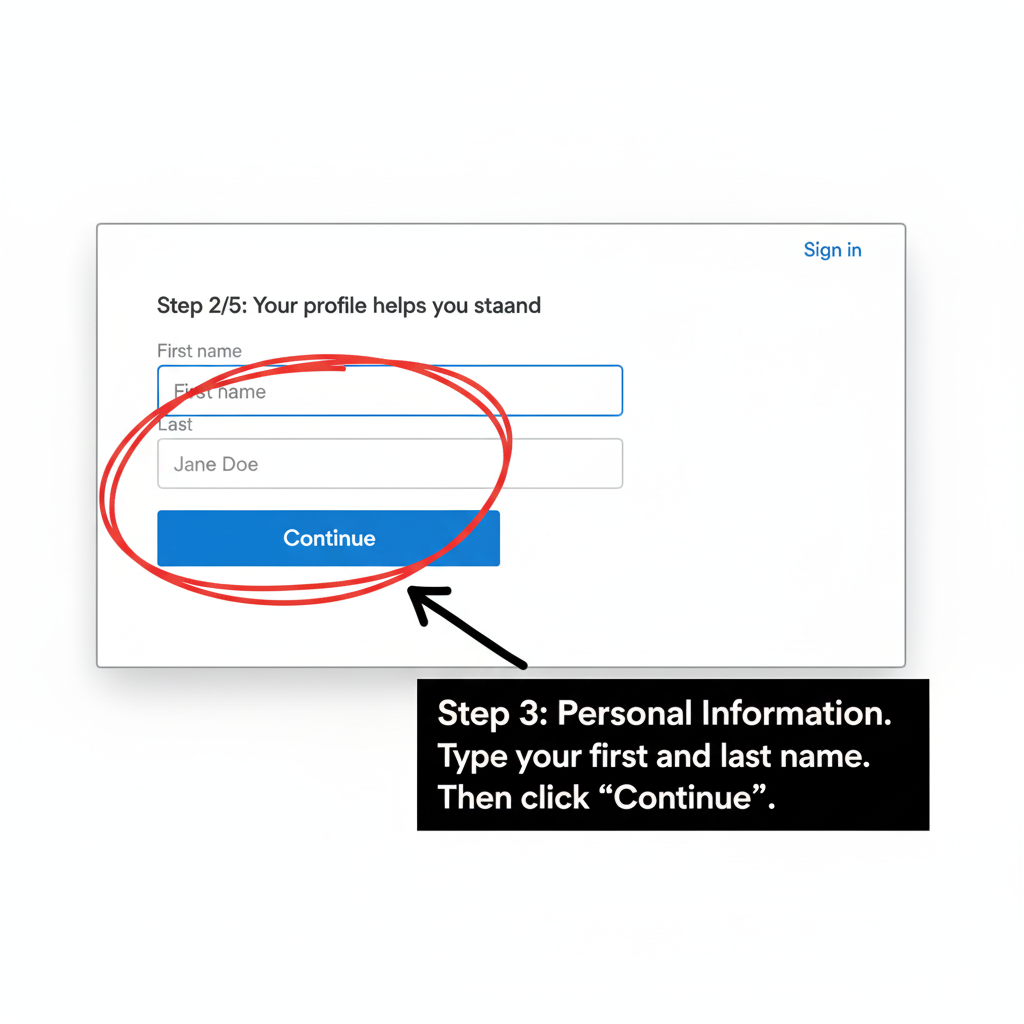 Sign in
Step 2/5: Your profile helps you staand
First name
First name
Last
Jane Doe
Continue
Step 3: Personal Information.
Type your first and last name.
Then click “Continue”.